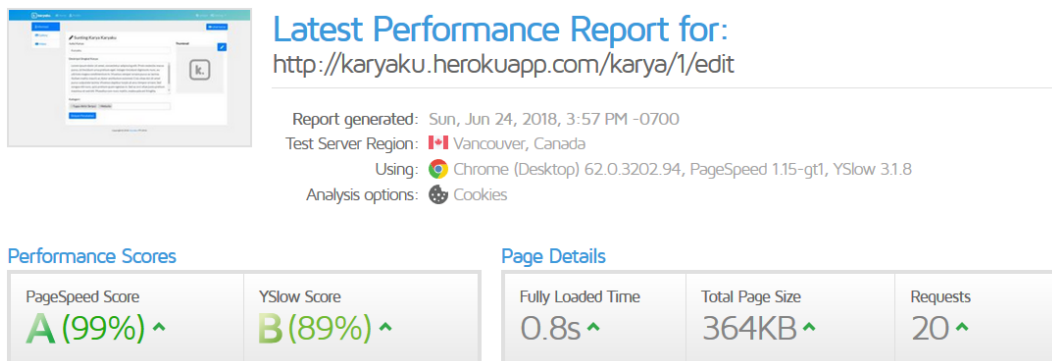 Latest Performance Report for:
http://karyaku.herokuapp.com/karya/1/edit
Report generated: Sun, Jun 24, 2018, 3:57 PM -0700
Test Server Region: Vancouver, Canada
Using: Chrome (Desktop) 62.0.3202.94, PageSpeed 1.15-gt1, YSlow 3.1.8
Analysis options: Cookies
Performance Scores
Page Details
PageSpeed Score
YSlow Score
Fully Loaded Time
Total Page Size
Requests
A (99%)
B (89%)
0.8s
364KB
20
k.